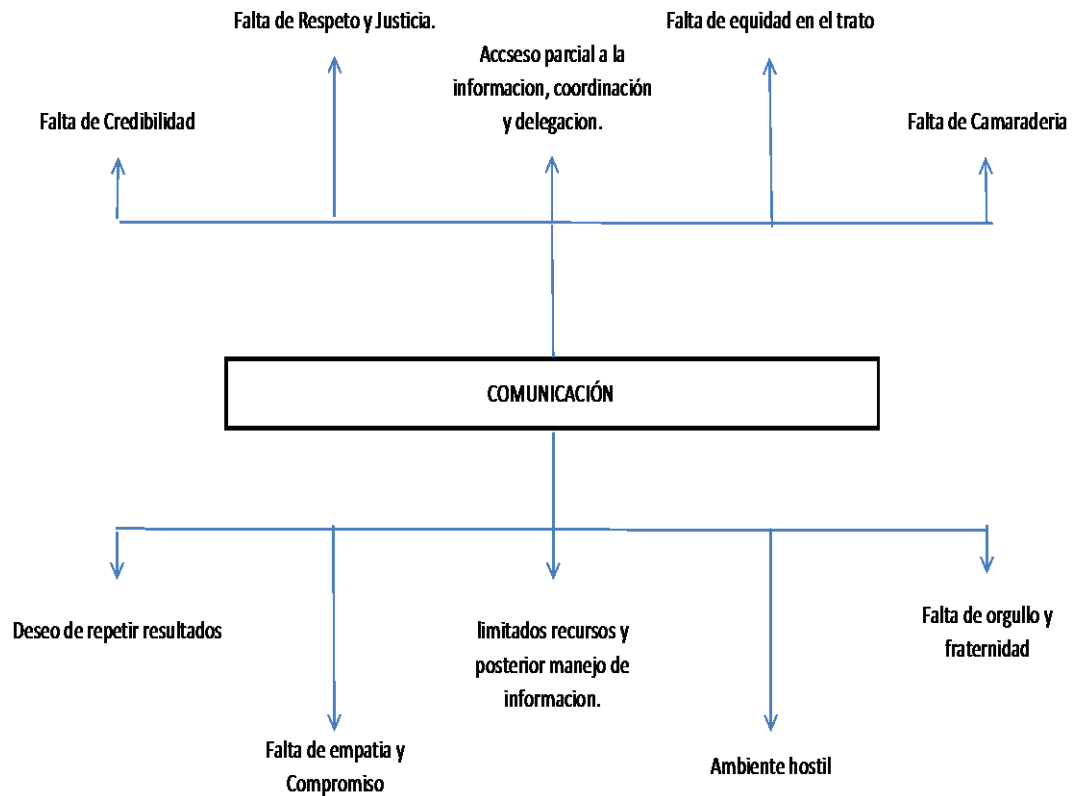 Falta de Respeto y Justicia.
Falta de equidad en el trato
Accseso parcial a la
informacion, coordinación
y delegacion.
Falta de Credibilidad
Falta de Camaraderia
COMUNICACIÓN
Deseo de repetir resultados
limitados recursos y
posterior manejo de
informacion.
Falta de orgullo y
fraternidad
Falta de empatia y
Compromiso
Ambiente hostil